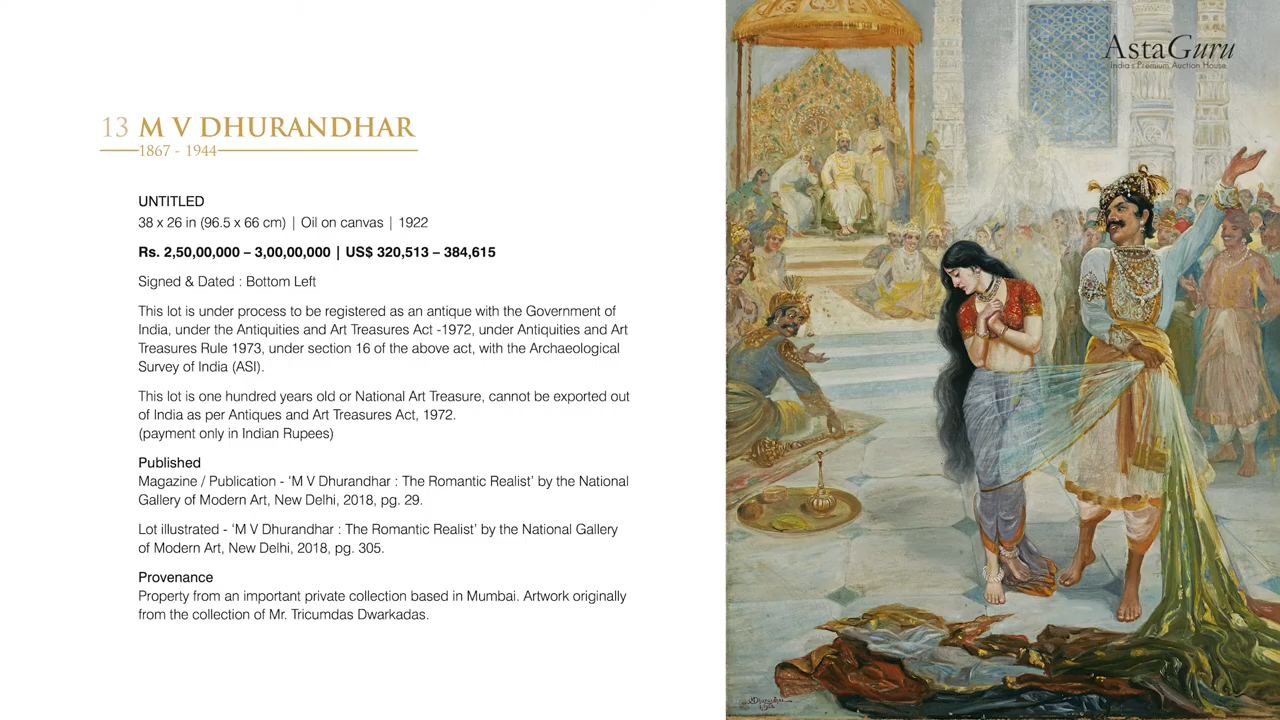 13 M V DHURANDHAR
1867 - 1944
UNTITLED
38 x 26 in (96.5 x 66 cm) | Oil on canvas | 1922
Rs. 2,50,00,000 – 3,00,00,000 | US$ 320,513 – 384,615
Signed & Dated : Bottom Left
This lot is under process to be registered as an antique with the Government of
India, under the Antiquities and Art Treasures Act -1972, under Antiquities and Art
Treasures Rule 1973, under section 16 of the above act, with the Archaeological
Survey of India (ASI).
This lot is one hundred years old or National Art Treasure, cannot be exported out
of India as per Antiques and Art Treasures Act, 1972.
(payment only in Indian Rupees)
Published
Magazine / Publication - ‘M V Dhurandhar : The Romantic Realist’ by the National
Gallery of Modern Art, New Delhi, 2018, pg. 29.
Lot illustrated - ‘M V Dhurandhar : The Romantic Realist’ by the National Gallery
of Modern Art, New Delhi, 2018, pg. 305.
Provenance
Property from an important private collection based in Mumbai. Artwork originally
from the collection of Mr. Tricumdas Dwarkadas.
AstaGuru
India's Premium Auction House